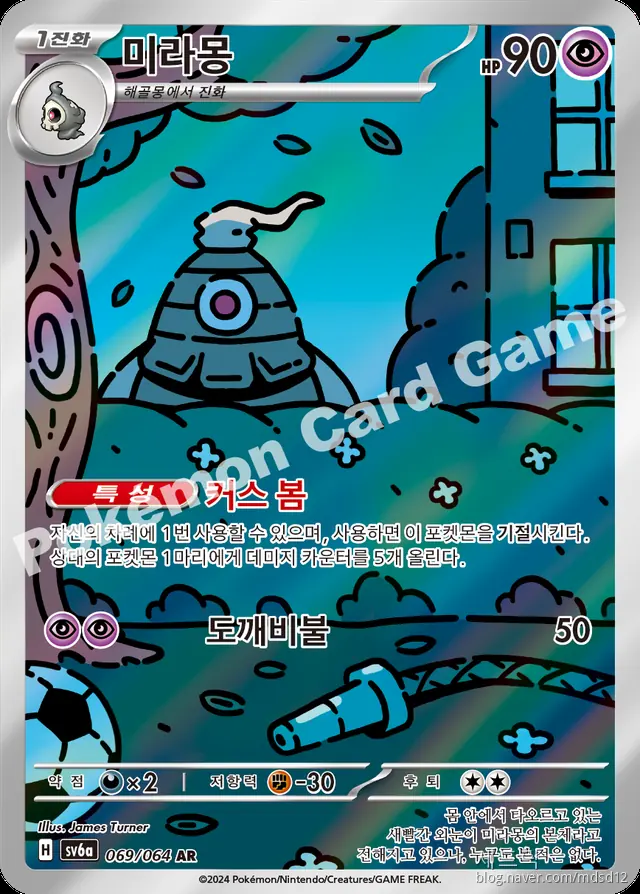 1진화
미라몽
HP 90
해골몽에서 진화
Pokémon Card Game
특성 커스 봄
자신의 차례에 1번 사용할 수 있으며, 사용하면 이 포켓몬을 기절시킨다.
상대의 포켓몬 1마리에게 데미지 카운터를 5개 올린다.
도깨비불 50
약점 ×2 저항력 -30 후퇴
몸 안에서 타오르고 있는
새빨간 외눈이 미라몽의 본체라고
전해지고 있으나, 누구도 본 적은 없다.
Illus. James Turner
H sv6a 069/064 AR
©2024 Pokémon/Nintendo/Creatures/GAME FREAK.
blog.naver.com/mdsd12